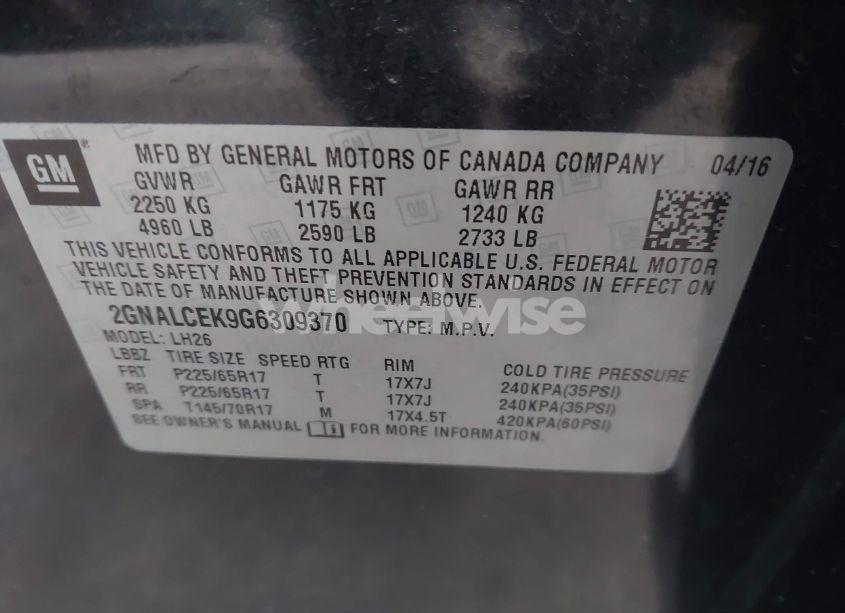 GM
MFD BY GENERAL MOTORS OF CANADA COMPANY 04/16
GVWR GAWR FRT GAWR RR
2250 KG 1175 KG 1240 KG
4960 LB 2590 LB 2733 LB
THIS VEHICLE CONFORMS TO ALL APPLICABLE U.S. FEDERAL MOTOR
VEHICLE SAFETY AND THEFT PREVENTION STANDARDS IN EFFECT ON
THE DATE OF MANUFACTURE SHOWN ABOVE.
2GNALCEK9G6309370 TYPE: M.P.V.
MODEL: LH26
LBBZ TIRE SIZE SPEED RTG RIM COLD TIRE PRESSURE
FRT P225/65R17 T 17X7J 240KPA(35PSI)
RR P225/65R17 T 17X7J 240KPA(35PSI)
SPA T145/70R17 M 17X4.5T 420KPA(60PSI)
SEE OWNER'S MANUAL FOR MORE INFORMATION.
wheelwise